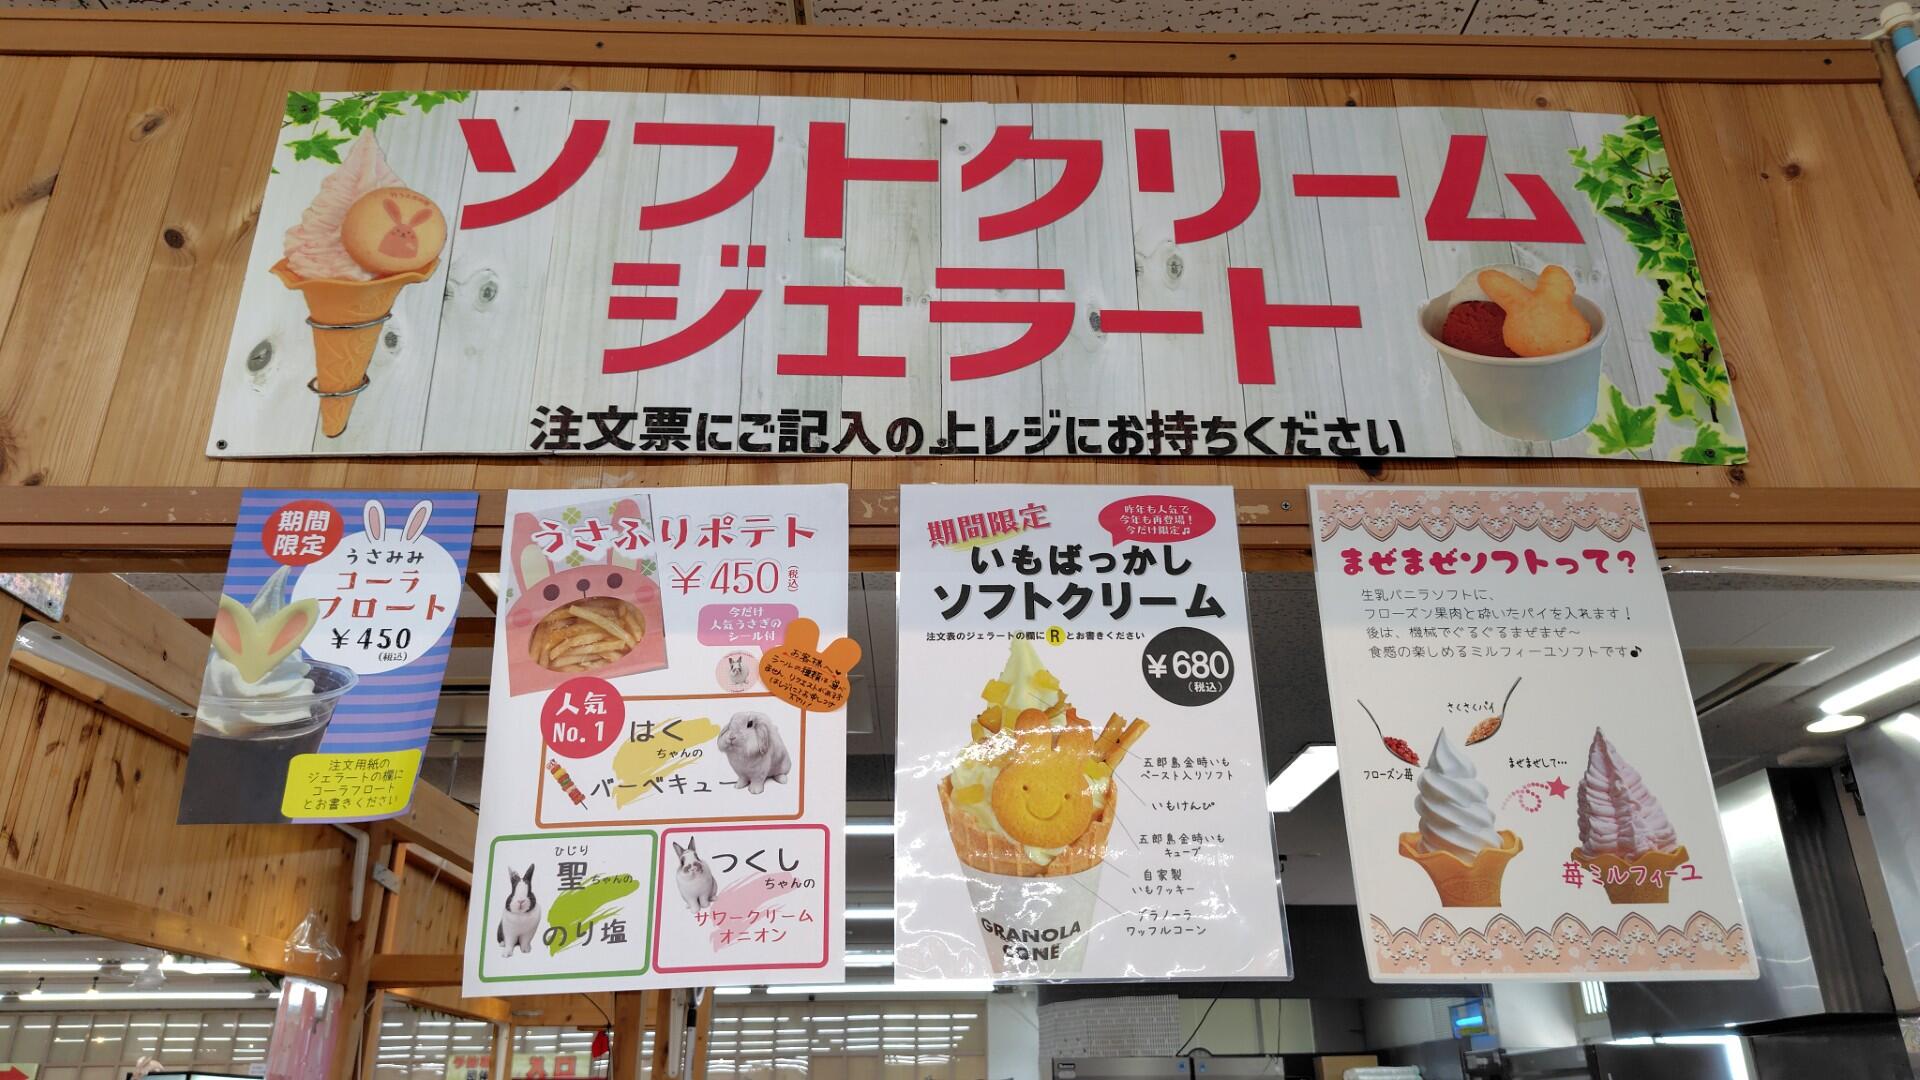 ソフトクリーム
ジェラート
注文票にご記入の上レジにお持ちください
期間
限定
うさみみ
コーラ
フロート
￥450
(税込)
注文用紙の
ジェラートの欄に
コーラフロート
とお書きください
うさふりポテト
￥450
(税込)
今だけ
人気うさぎの
シール付
お客様へ
人気
No.1
はく
ちゃんの
バーベキュー
ひじり
聖ちゃんの
のり塩
つくし
ちゃんの
サワークリーム
オニオン
期間限定
昨年も人気で
今年も再登場！
今だけ限定♫
いもばっかし
ソフトクリーム
注文表のジェラートの欄に R とお書きください
￥680
(税込)
五郎島金時いも
ペースト入りソフト
いもけんぴ
五郎島金時いも
キューブ
自家製
いもクッキー
グラノーラ
ワッフルコーン
GRANOLA
CONE
まぜまぜソフトって？
生乳バニラソフトに、
フローズン果肉と砕いたパイを入れます！
後は、機械でぐるぐるまぜまぜ～
食感の楽しめるミルフィーユソフトです♪
さくさくパイ
フローズン苺
まぜまぜして…
苺ミルフィーユ
入口